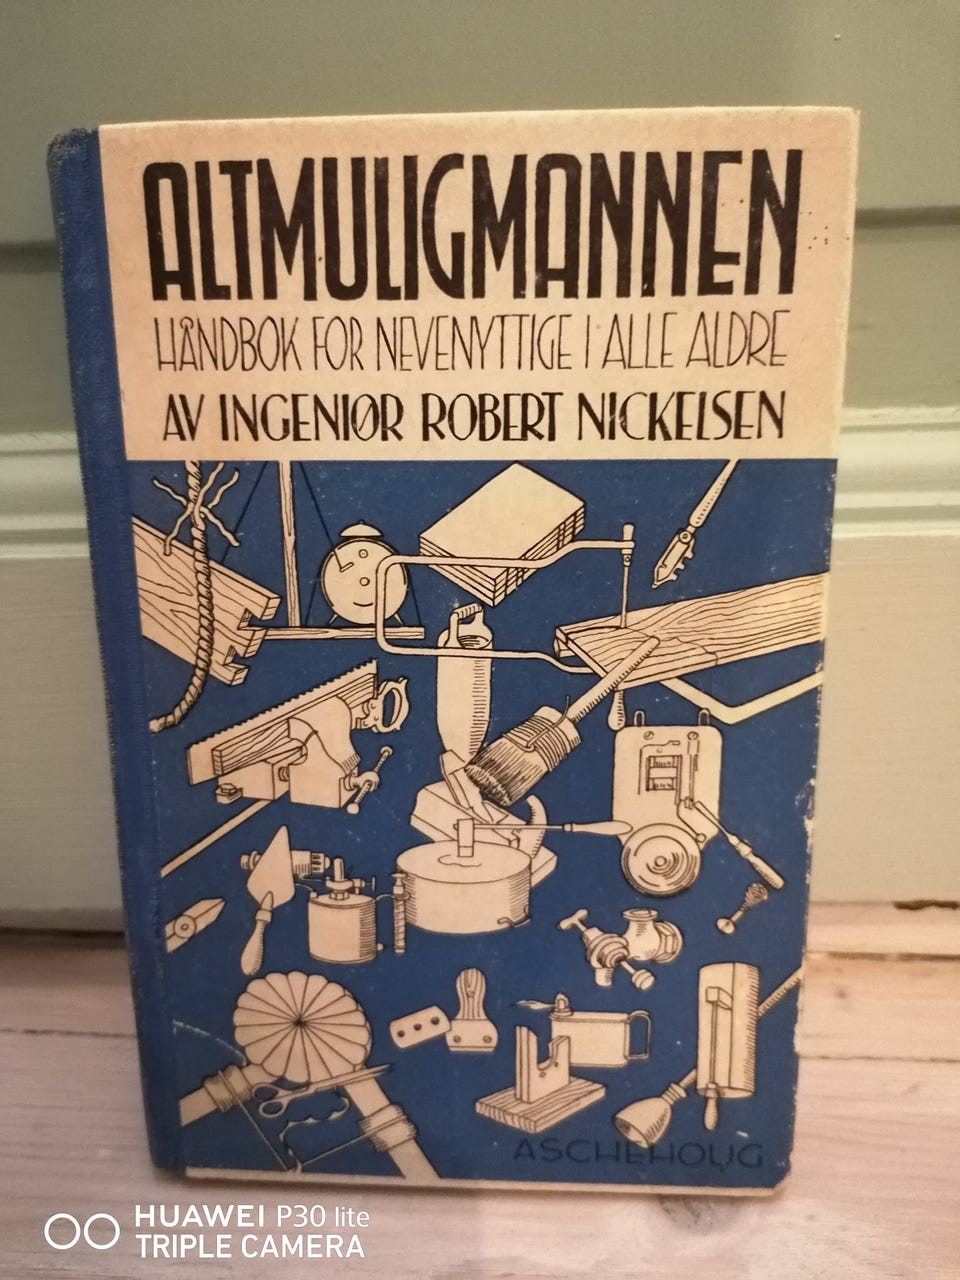 ALTMULIGMANNEN
HÅNDBOK FOR NEVENYTTIGE I ALLE ALDRE
AV INGENIØR ROBERT NICKELSEN
ASCHEHOUG
HUAWEI P30 lite
TRIPLE CAMERA